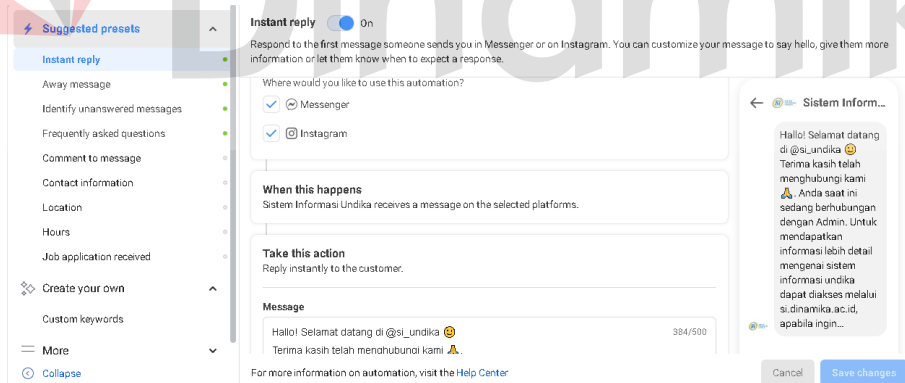 Suggested presets
Instant reply
Away message
Identify unanswered messages
Frequently asked questions
Comment to message
Contact information
Location
Hours
Job application received
Create your own
Custom keywords
More
Collapse
Instant reply On
Respond to the first message someone sends you in Messenger or on Instagram. You can customize your message to say hello, give them more
information or let them know when to expect a response.
Where would you like to use this automation?
Messenger
Instagram
When this happens
Sistem Informasi Undika receives a message on the selected platforms.
Take this action
Reply instantly to the customer.
Message
Hallo! Selamat datang di @si_undika 😊
384/500
Terima kasih telah menghubungi kami 🙏.
For more information on automation, visit the Help Center
Sistem Inform...
Hallo! Selamat datang
di @si_undika 😊
Terima kasih telah
menghubungi kami
🙏. Anda saat ini
sedang berhubungan
dengan Admin. Untuk
mendapatkan
informasi lebih detail
mengenai sistem
informasi undika
dapat diakses melalui
si.dinamika.ac.id,
apabila ingin...
Cancel
Save changes